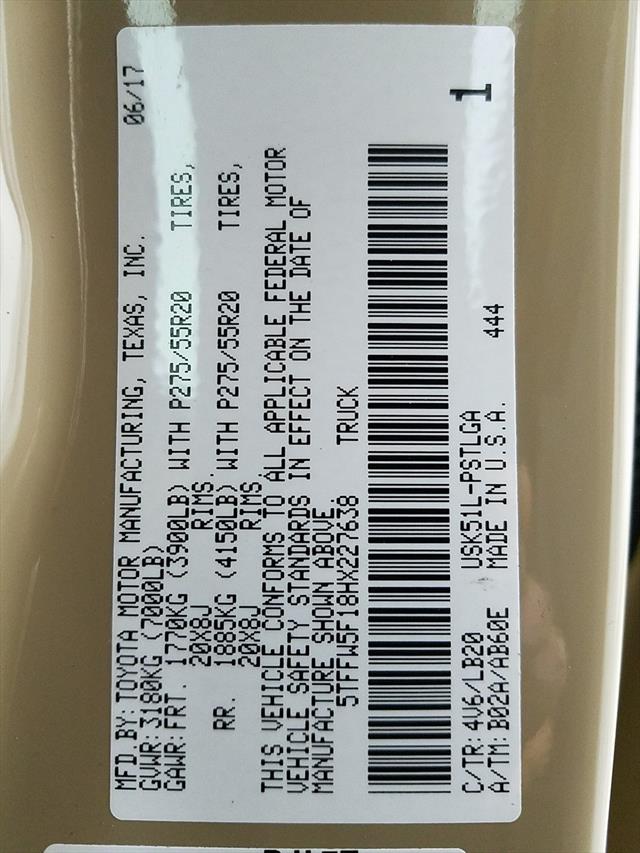 MFD.BY:TOYOTA MOTOR MANUFACTURING, TEXAS, INC. 06/17
GVWR:3180KG (7000LB)
GAWR:FRT. 1770KG (3900LB) WITH P275/55R20 TIRES,
20X8J RIMS.
RR. 1885KG (4150LB) WITH P275/55R20 TIRES,
20X8J RIMS.
THIS VEHICLE CONFORMS TO ALL APPLICABLE FEDERAL MOTOR
VEHICLE SAFETY STANDARDS IN EFFECT ON THE DATE OF
MANUFACTURE SHOWN ABOVE.
5TFFW5F18HX227638 TRUCK
C/TR:4V6/LB20 USK51L-PSTLGA 1
A/TM:B02A/AB60E MADE IN U.S.A. 444